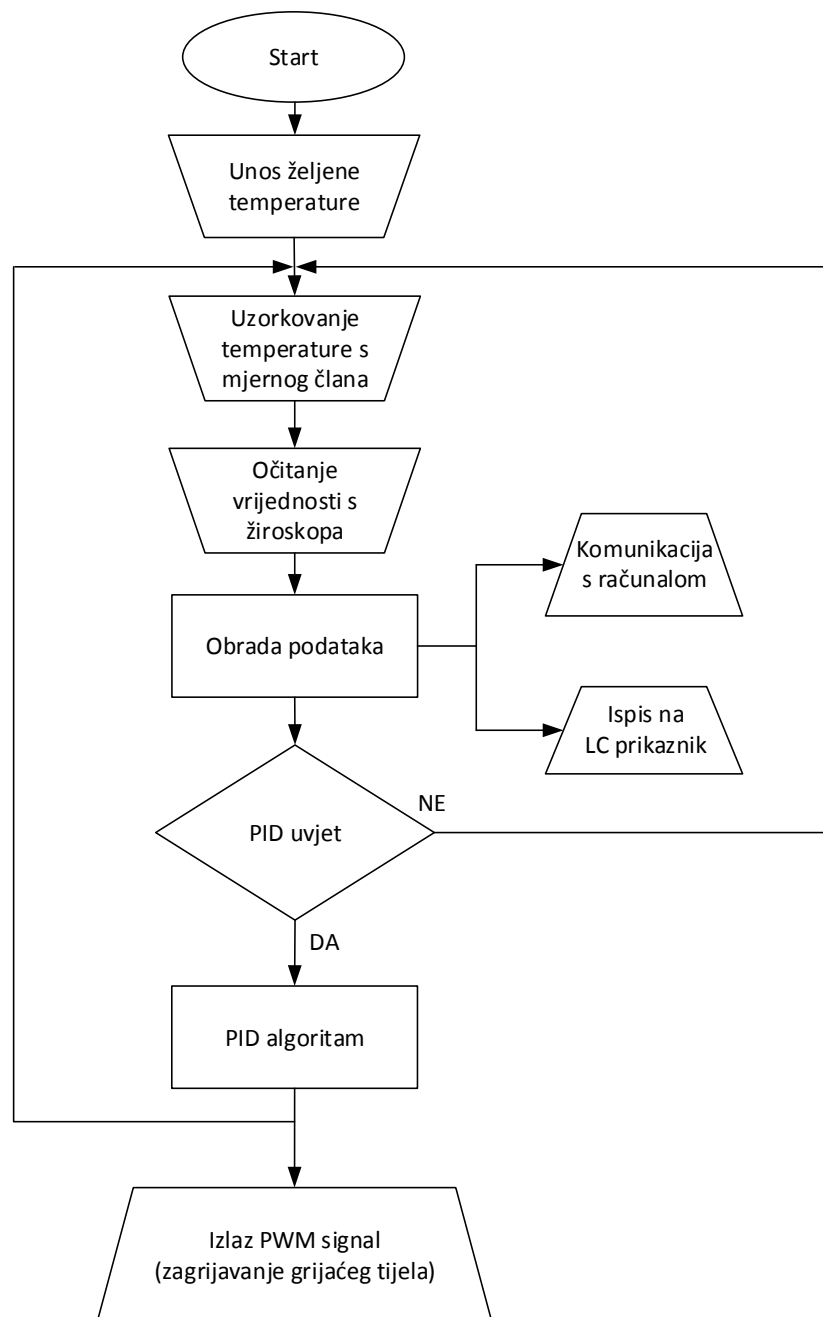 Start
Unos željene
temperature
Uzorkovanje
temperature s
mjernog člana
Očitanje
vrijednosti s
žiroskopa
Komunikacija
s računalom
Obrada podataka
Ispis na
LC prikaznik
NE
PID uvjet
DA
PID algoritam
Izlaz PWM signal
(zagrijavanje grijaćeg tijela)